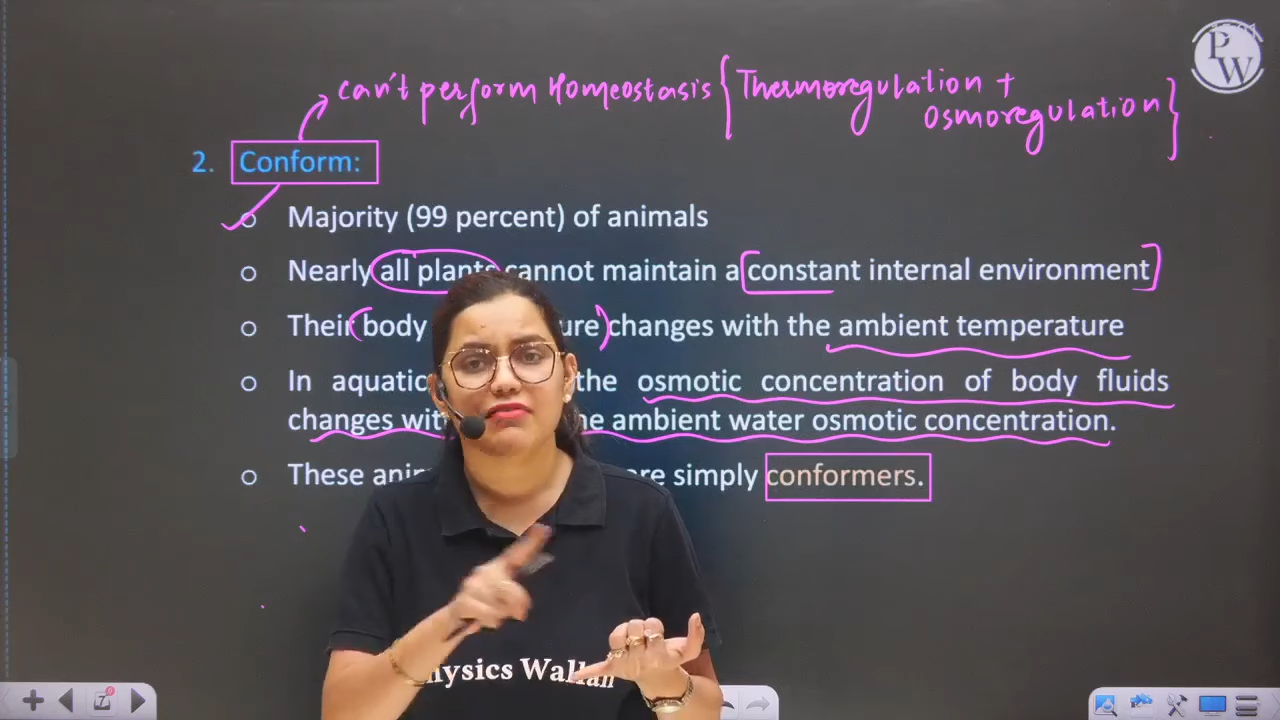 PW
can't perform Homeostasis { Thermoregulation +
Osmoregulation }
2. Conform:
Majority (99 percent) of animals
Nearly all plants cannot maintain a constant internal environment
Their body changes with the ambient temperature
In aquatic the osmotic concentration of body fluids
changes the ambient water osmotic concentration.
These are simply conformers.
Physics Wallah